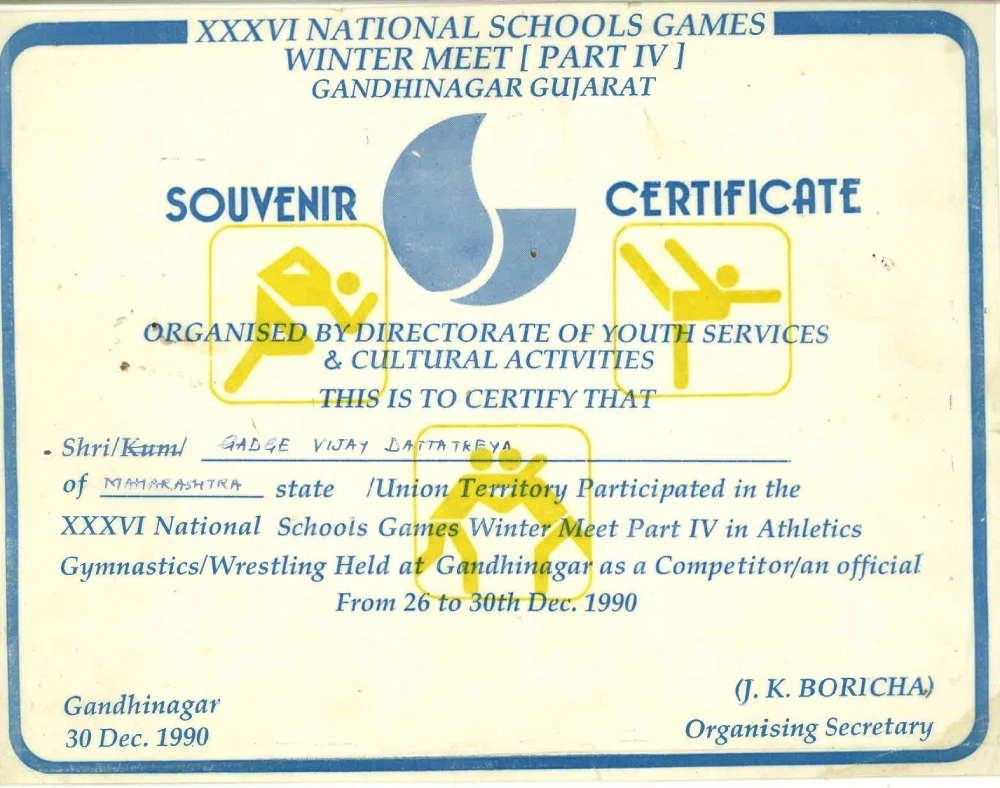 XXXVI NATIONAL SCHOOLS GAMES
WINTER MEET [ PART IV ]
GANDHINAGAR GUJARAT
SOUVENIR CERTIFICATE
ORGANISED BY DIRECTORATE OF YOUTH SERVICES
& CULTURAL ACTIVITIES
THIS IS TO CERTIFY THAT
Shri/Kum/ GADGE VIJAY DATTATREYA
of MAHARASHTRA state /Union Territory Participated in the
XXXVI National Schools Games Winter Meet Part IV in Athletics
Gymnastics/Wrestling Held at Gandhinagar as a Competitor/an official
From 26 to 30th Dec. 1990
Gandhinagar
30 Dec. 1990
(J. K. BORICHA)
Organising Secretary